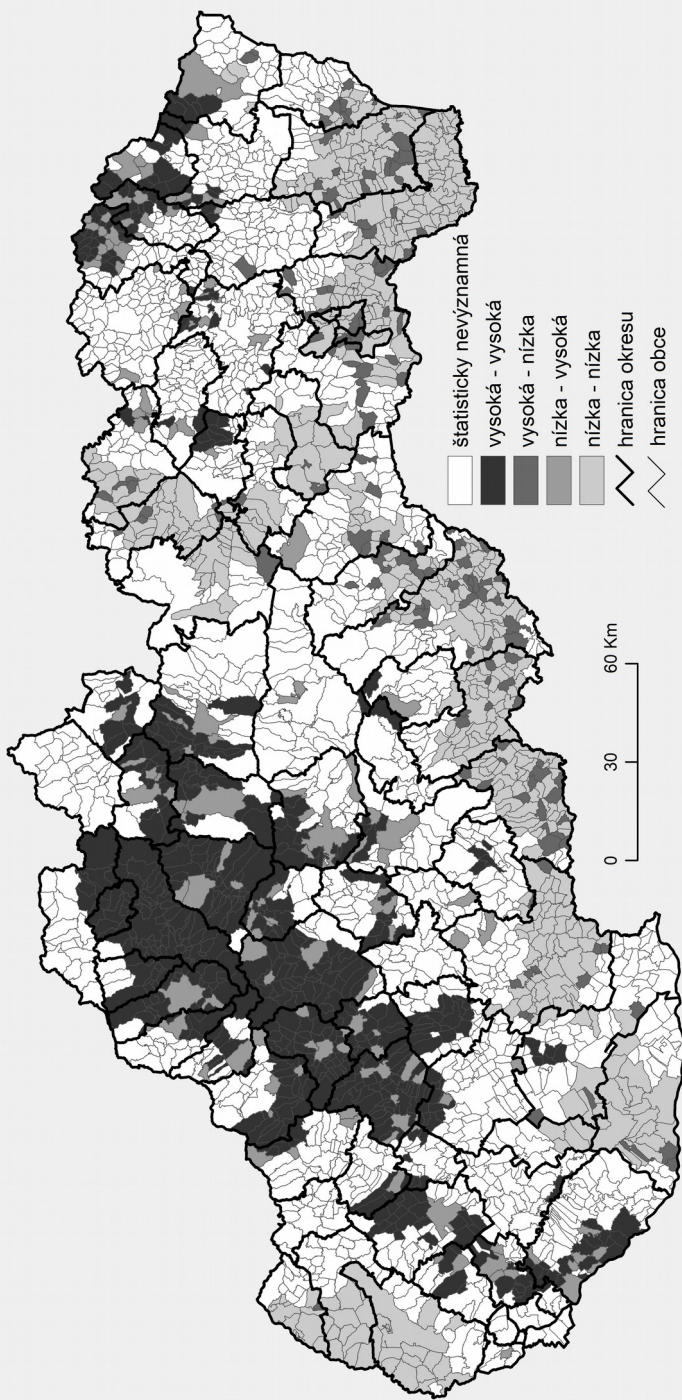 štatisticky nevýznamná
vysoká - vysoká
vysoká - nízka
nízka - vysoká
nízka - nízka
hranica okresu
hranica obce
0 30 60 Km